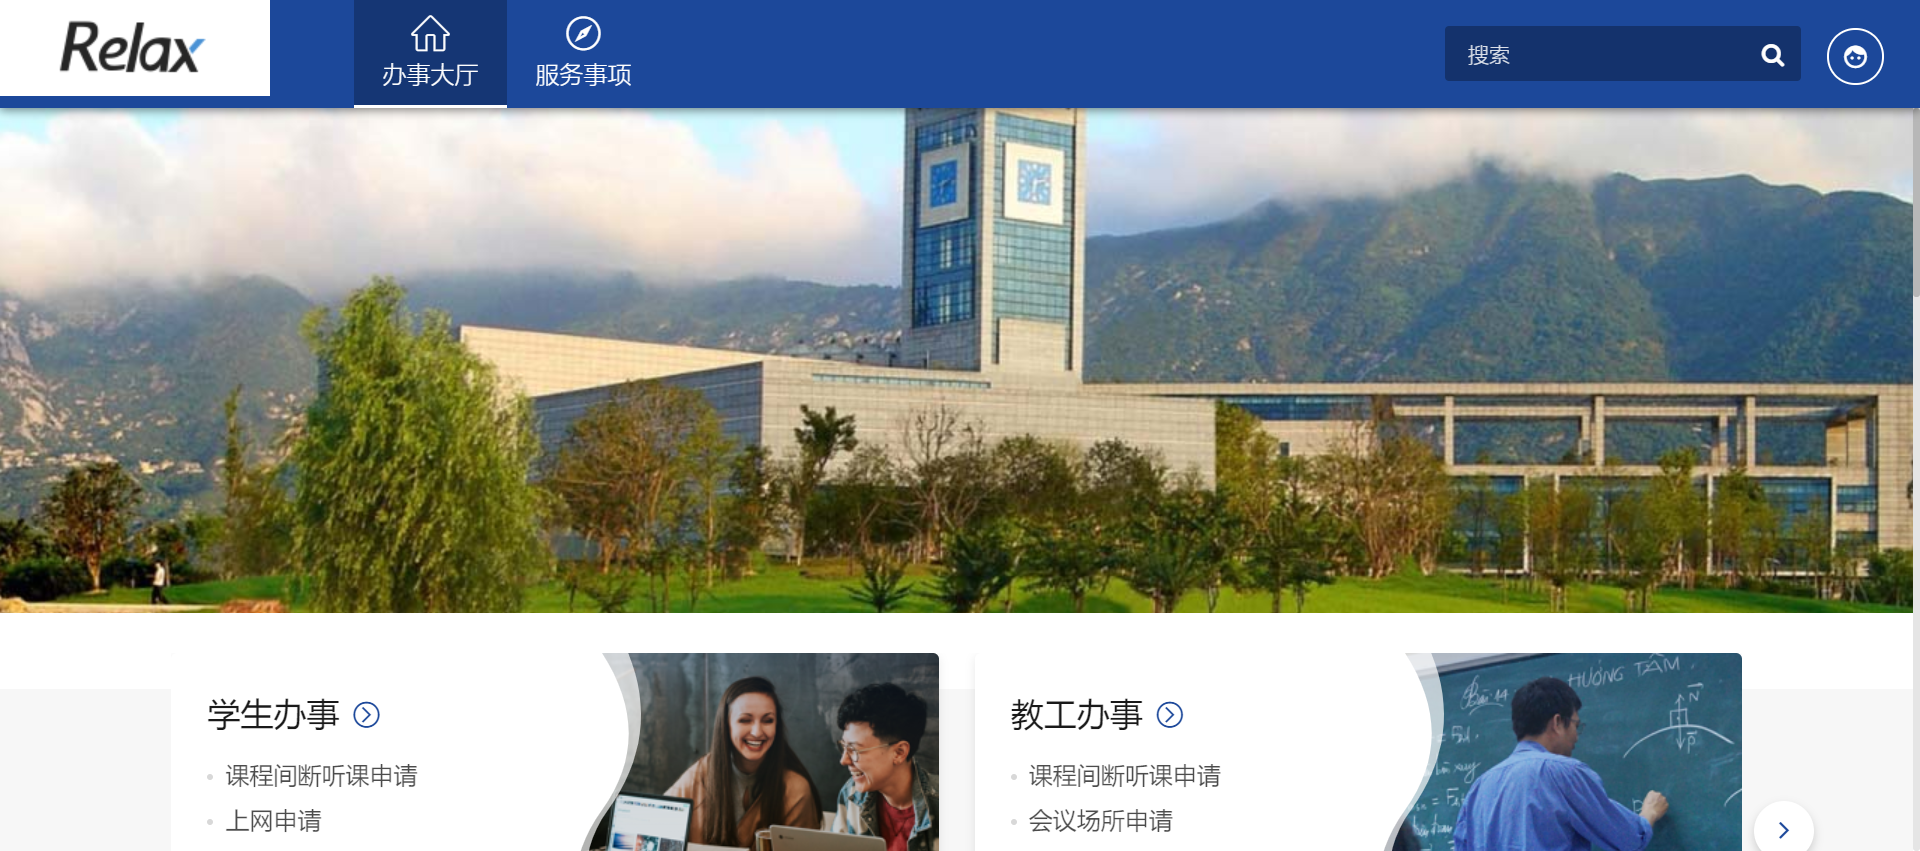 Relax
办事大厅
服务事项
搜索
学生办事
课程间断听课申请
上网申请
教工办事
课程间断听课申请
会议场所申请
HƯỚNG TÂM